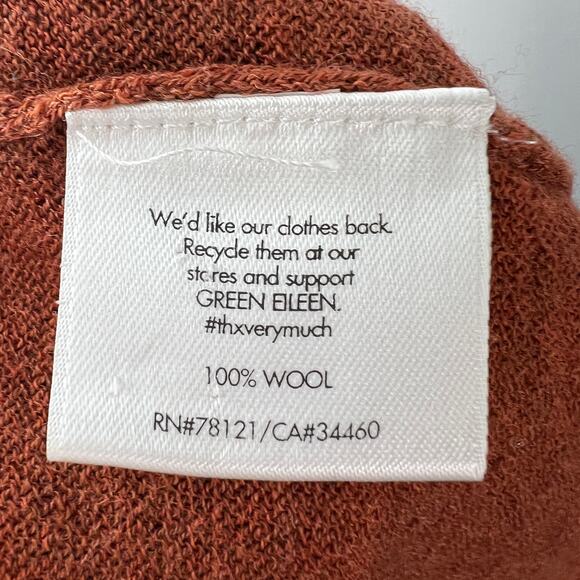 We'd like our clothes back.
Recycle them at our
stores and support
GREEN EILEEN.
#thxverymuch
100% WOOL
RN#78121/CA#34460